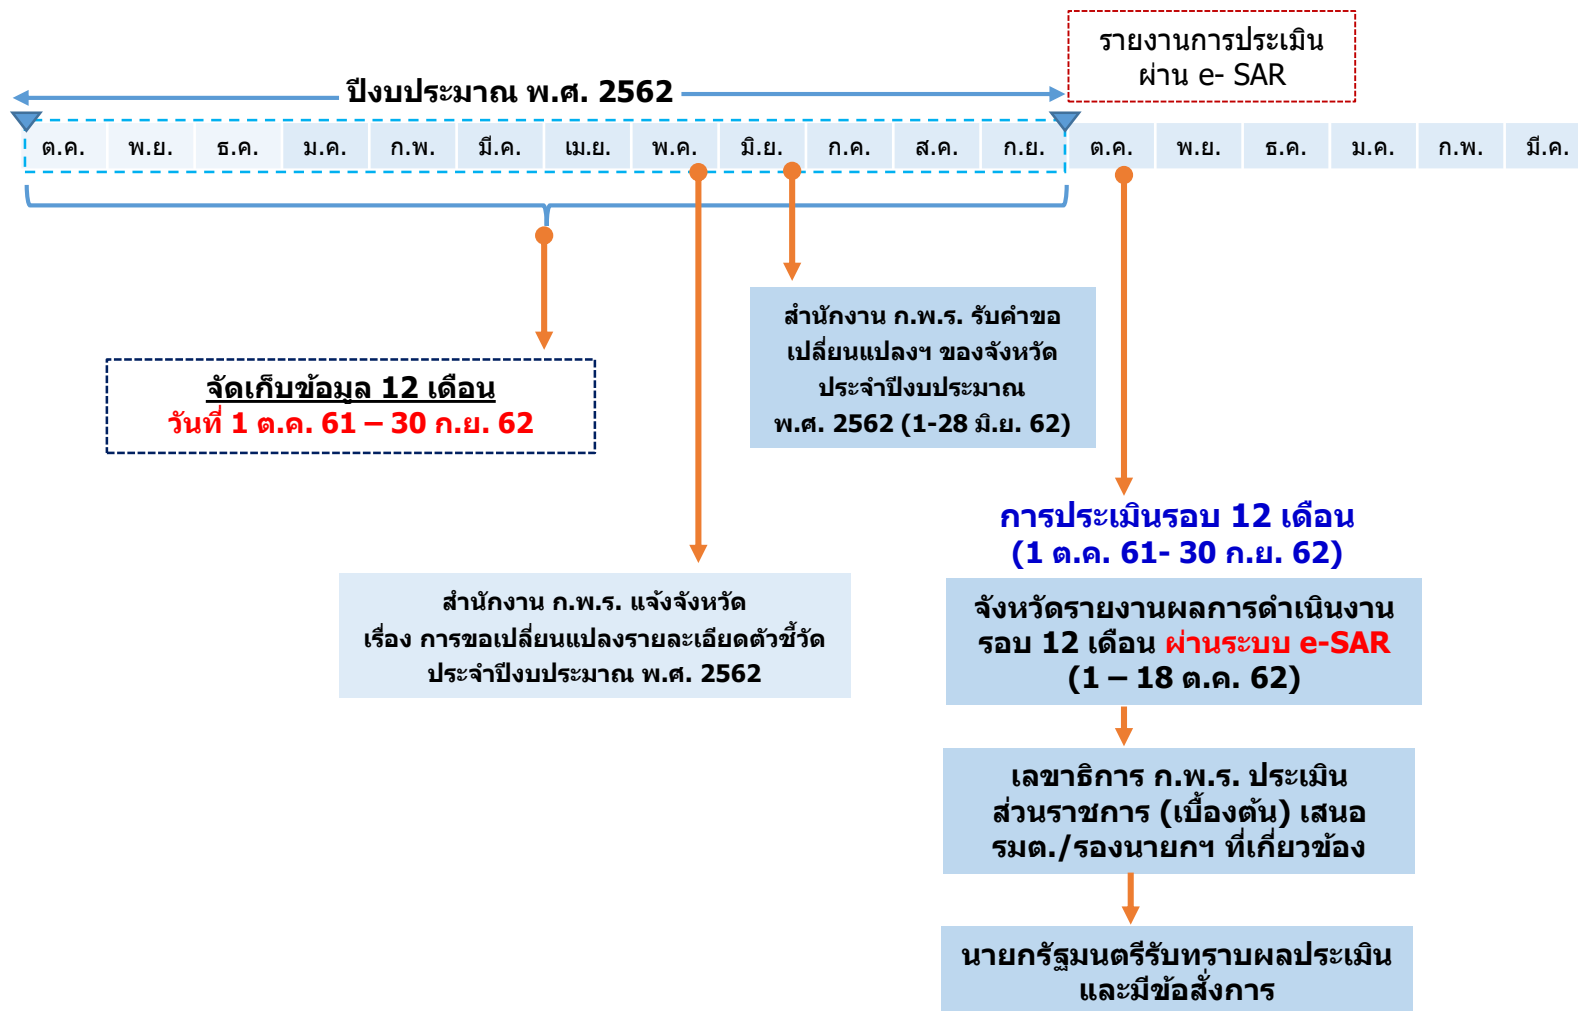 รายงานการประเมิน
ผ่าน e- SAR
ปีงบประมาณ พ.ศ. 2562
ต.ค. พ.ย. ธ.ค. ม.ค. ก.พ. มี.ค. เม.ย. พ.ค. มิ.ย. ก.ค. ส.ค. ก.ย. ต.ค. พ.ย. ธ.ค. ม.ค. ก.พ. มี.ค.
จัดเก็บข้อมูล 12 เดือน
วันที่ 1 ต.ค. 61 – 30 ก.ย. 62
สำนักงาน ก.พ.ร. รับคำขอ
เปลี่ยนแปลงฯ ของจังหวัด
ประจำปีงบประมาณ
พ.ศ. 2562 (1-28 มิ.ย. 62)
สำนักงาน ก.พ.ร. แจ้งจังหวัด
เรื่อง การขอเปลี่ยนแปลงรายละเอียดตัวชี้วัด
ประจำปีงบประมาณ พ.ศ. 2562
การประเมินรอบ 12 เดือน
(1 ต.ค. 61- 30 ก.ย. 62)
จังหวัดรายงานผลการดำเนินงาน
รอบ 12 เดือน ผ่านระบบ e-SAR
(1 – 18 ต.ค. 62)
เลขาธิการ ก.พ.ร. ประเมิน
ส่วนราชการ (เบื้องต้น) เสนอ
รมต./รองนายกฯ ที่เกี่ยวข้อง
นายกรัฐมนตรีรับทราบผลประเมิน
และมีข้อสั่งการ